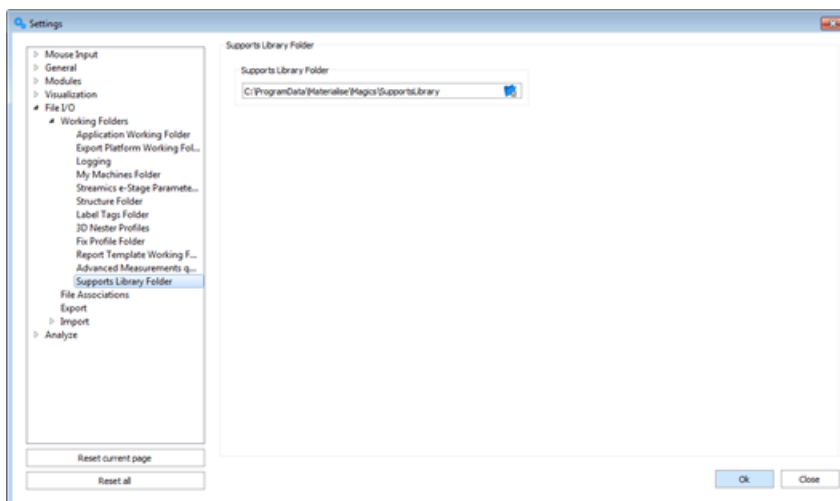 Settings
Mouse Input
General
Modules
Visualization
File I/O
Working Folders
Application Working Folder
Export Platform Working Fol...
Logging
My Machines Folder
Streamics e-Stage Paramete...
Structure Folder
Label Tags Folder
3D Nester Profiles
Fix Profile Folder
Report Template Working F...
Advanced Measurements q...
Supports Library Folder
File Associations
Export
Import
Analyze
Reset current page
Reset all
Supports Library Folder
Supports Library Folder
C:\ProgramData\Materialise\Magics\SupportsLibrary
Ok
Close